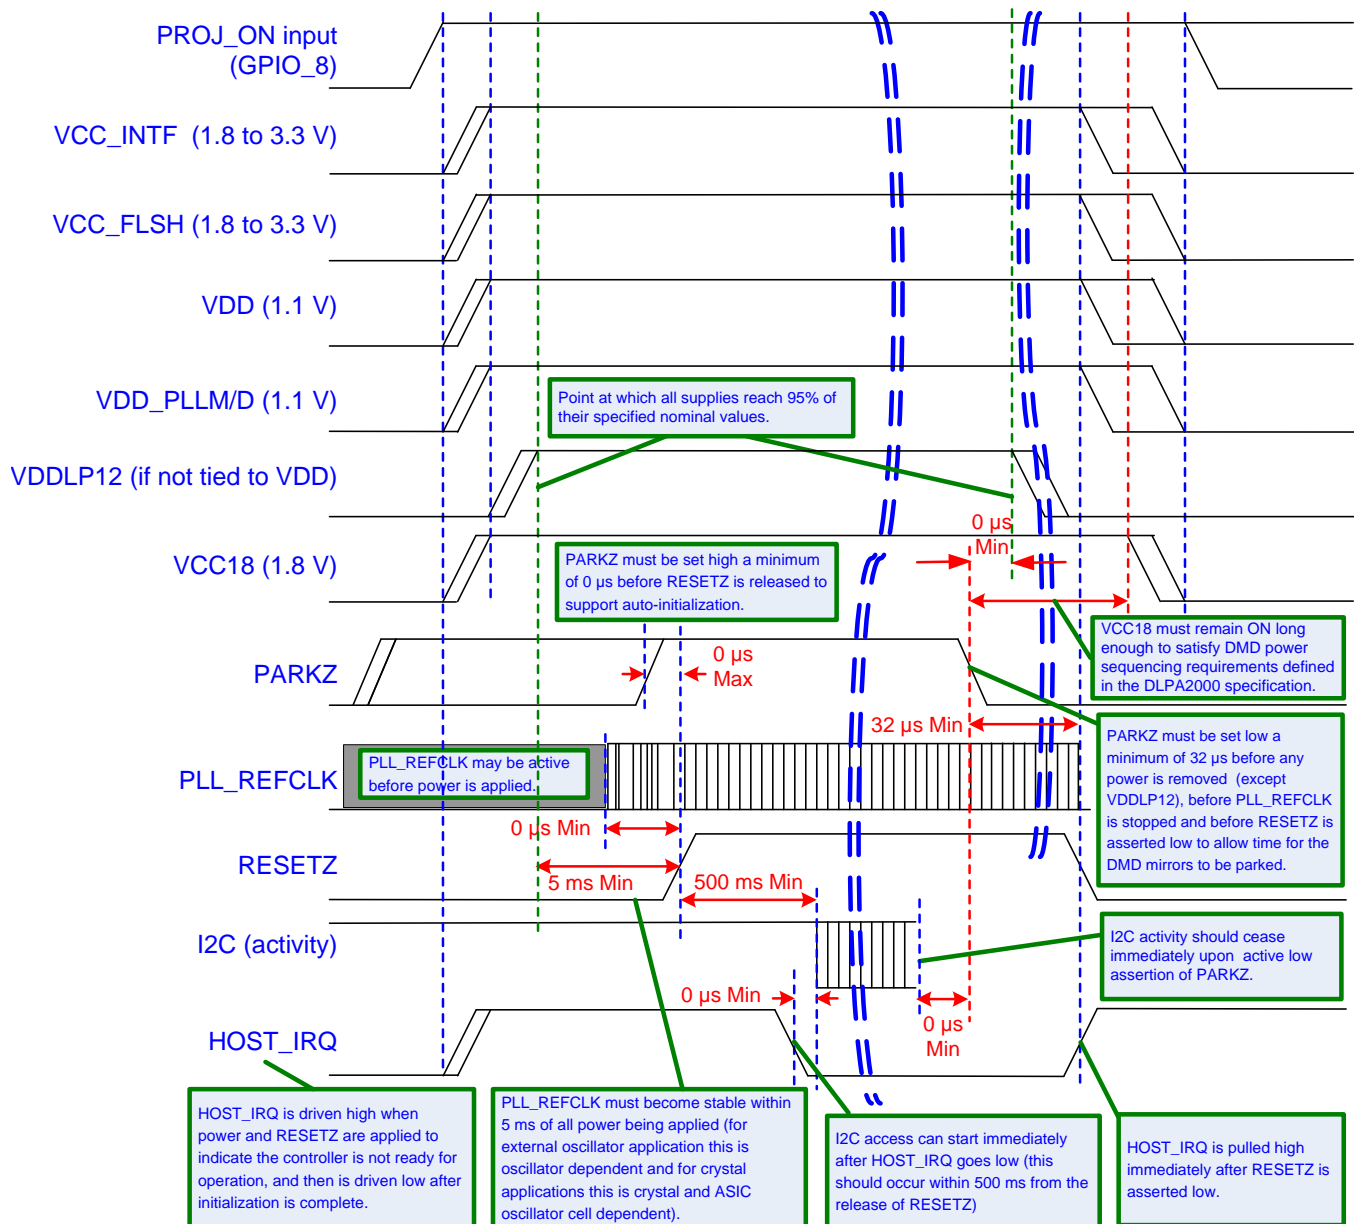 PROJ_ON input
(GPIO_8)
VCC_INTF (1.8 to 3.3 V)
VCC_FLSH (1.8 to 3.3 V)
VDD (1.1 V)
VDD_PLLM/D (1.1 V)
Point at which all supplies reach 95% of
their specified nominal values.
VDDLP12 (if not tied to VDD)
0 µs
Min
VCC18 (1.8 V)
PARKZ must be set high a minimum
of 0 µs before RESETZ is released to
support auto-initialization.
VCC18 must remain ON long
enough to satisfy DMD power
sequencing requirements defined
in the DLPA2000 specification.
PARKZ
0 µs
Max
32 µs Min
PARKZ must be set low a
minimum of 32 µs before any
power is removed (except
VDDLP12), before PLL_REFCLK
is stopped and before RESETZ is
asserted low to allow time for the
DMD mirrors to be parked.
PLL_REFCLK
PLL_REFCLK may be active
before power is applied.
0 µs Min
RESETZ
5 ms Min
500 ms Min
I2C (activity)
I2C activity should cease
immediately upon active low
assertion of PARKZ.
0 µs Min
0 µs
Min
HOST_IRQ
HOST_IRQ is driven high when
power and RESETZ are applied to
indicate the controller is not ready for
operation, and then is driven low after
initialization is complete.
PLL_REFCLK must become stable within
5 ms of all power being applied (for
external oscillator application this is
oscillator dependent and for crystal
applications this is crystal and ASIC
oscillator cell dependent).
I2C access can start immediately
after HOST_IRQ goes low (this
should occur within 500 ms from the
release of RESETZ)
HOST_IRQ is pulled high
immediately after RESETZ is
asserted low.